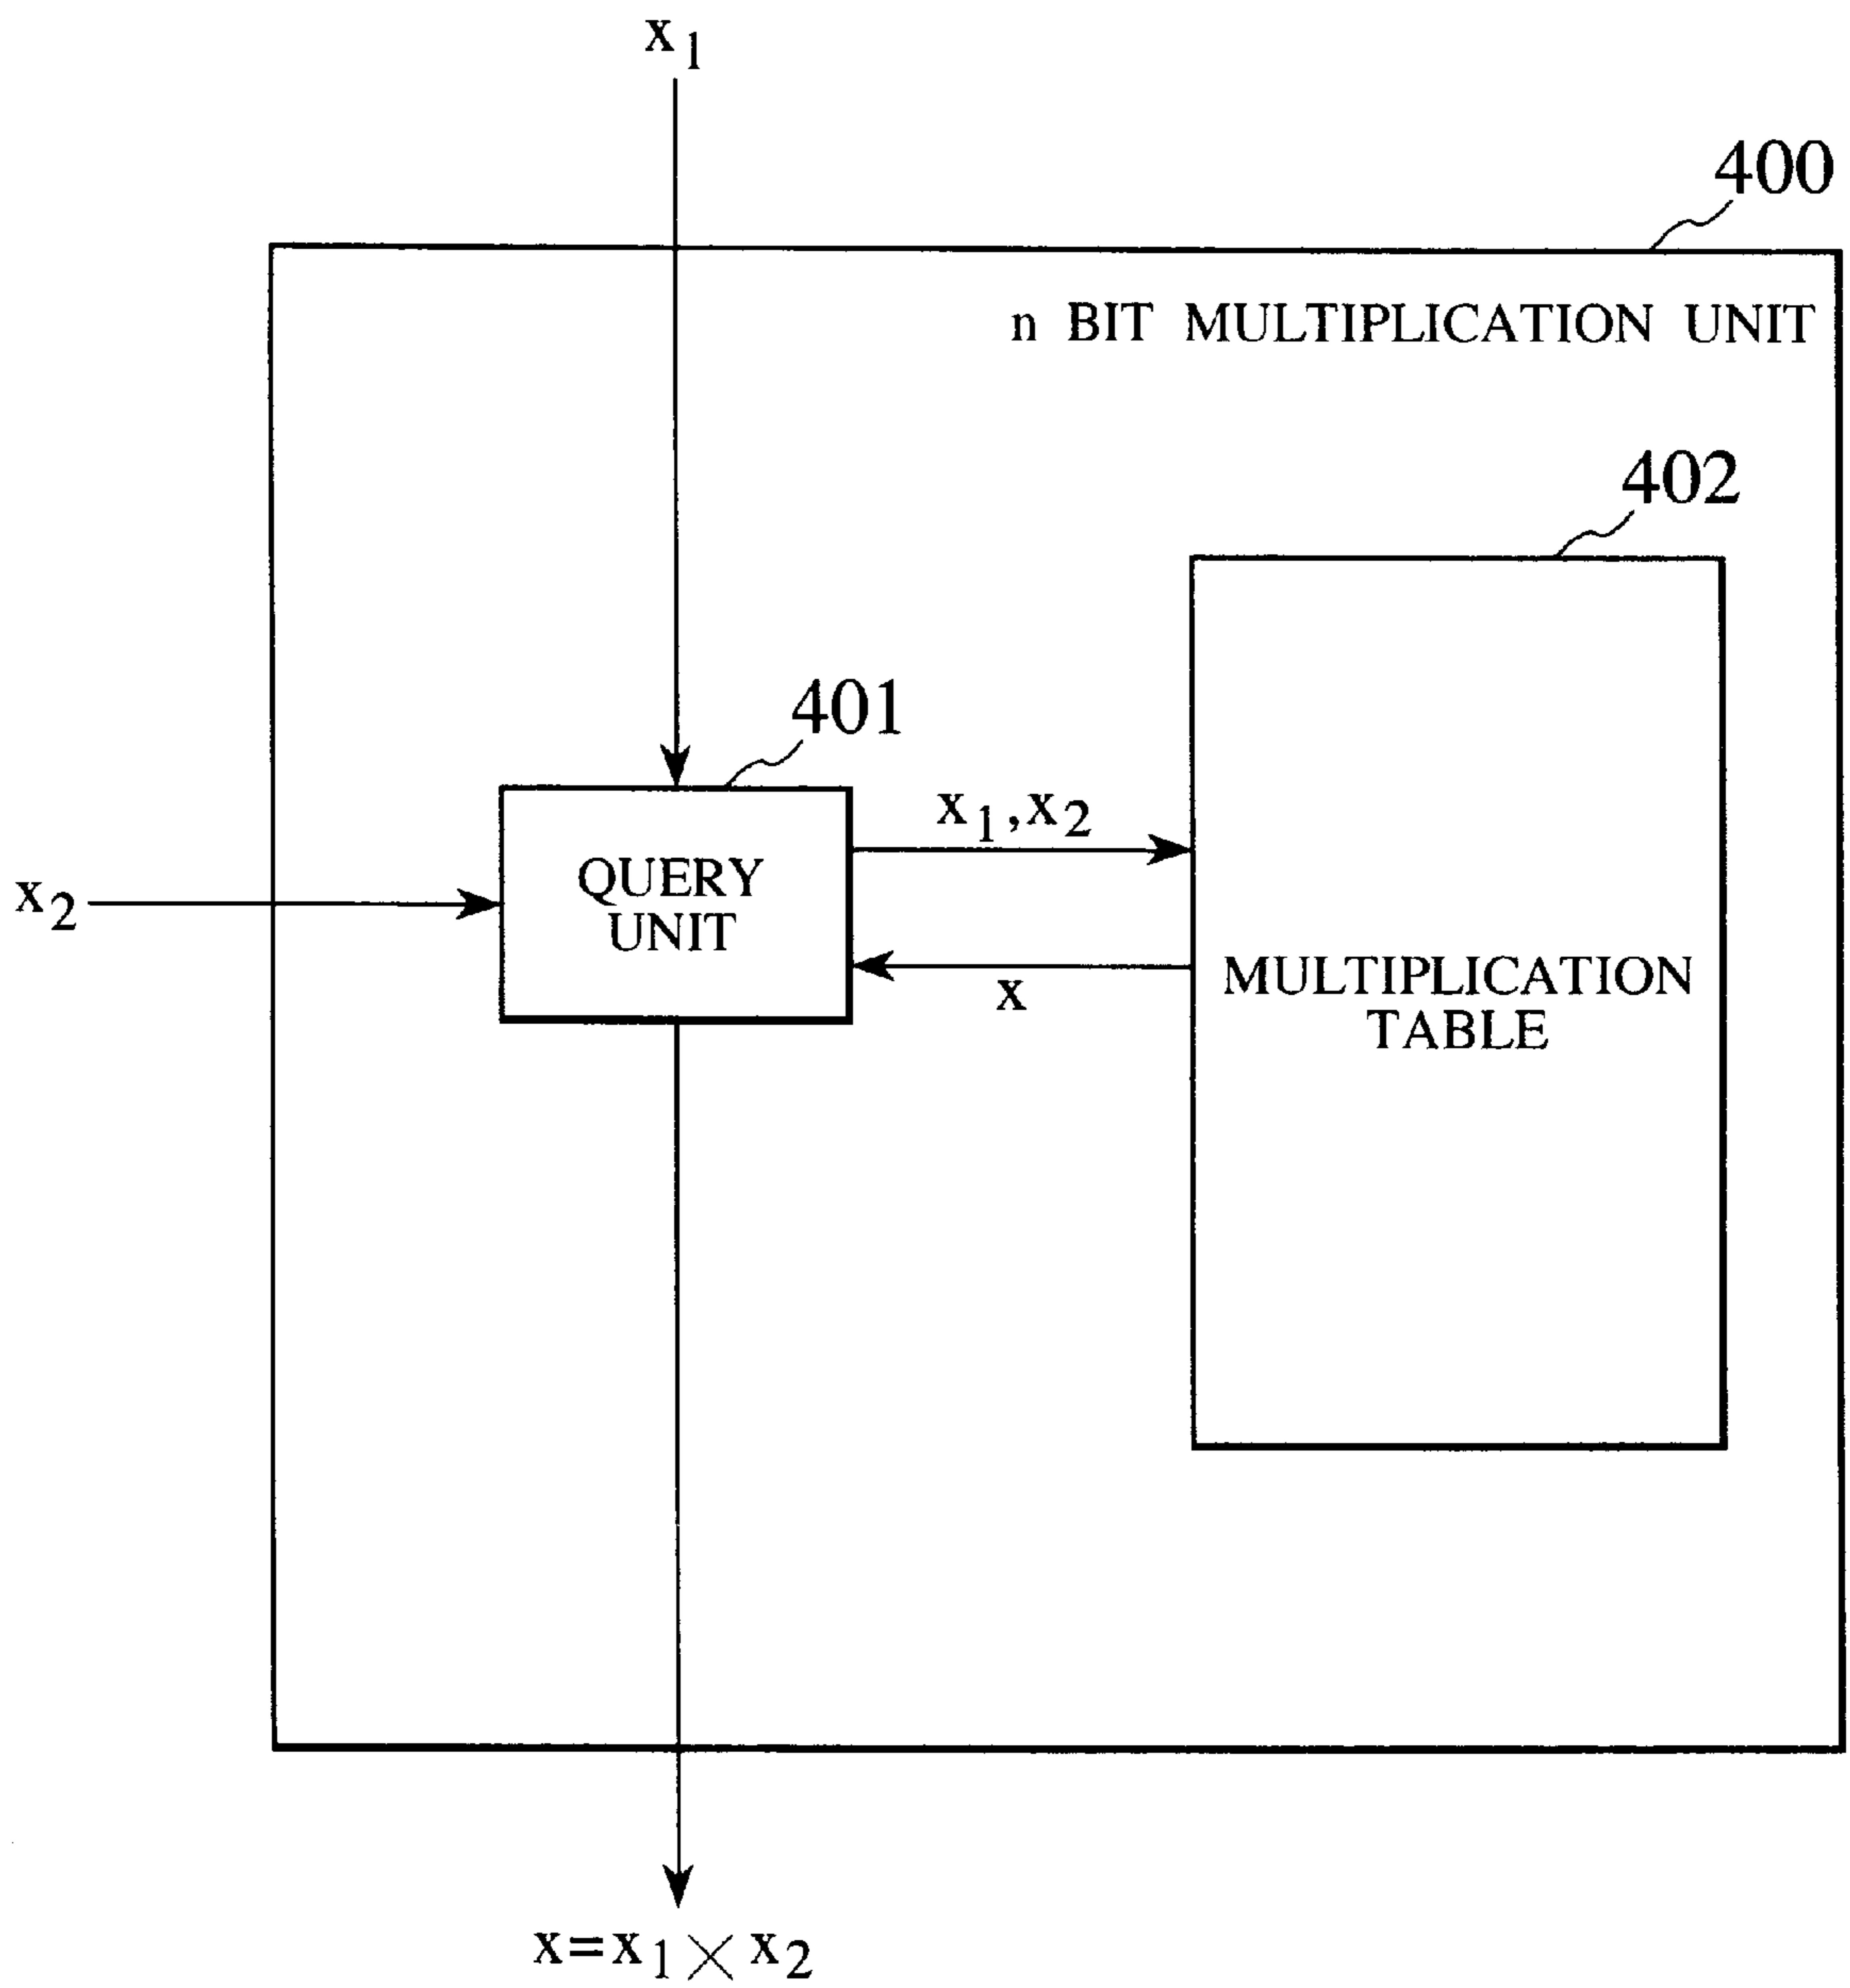 x₁
400
n BIT MULTIPLICATION UNIT
402
401
x₁,x₂
QUERY
UNIT
x₂
x
MULTIPLICATION
TABLE
x=x₁×x₂